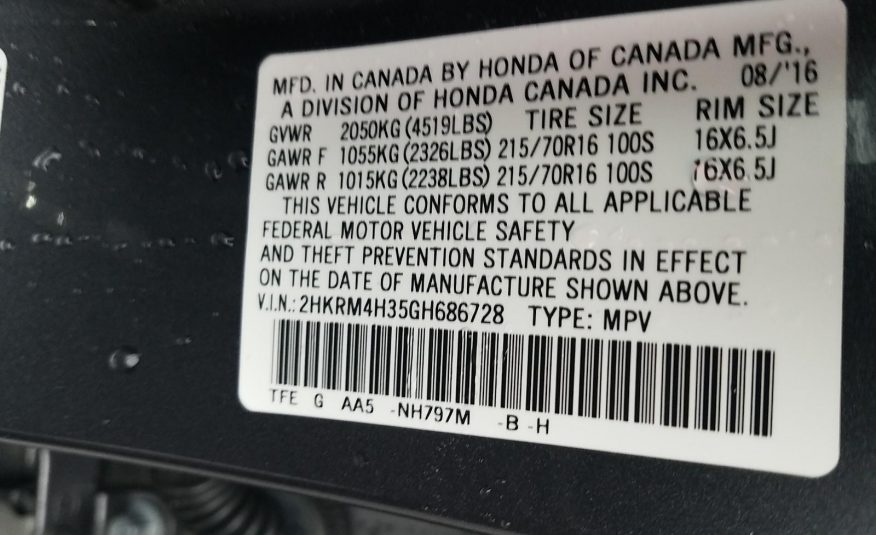 MFD. IN CANADA BY HONDA OF CANADA MFG.,
A DIVISION OF HONDA CANADA INC. 08/'16
GVWR 2050KG (4519LBS) TIRE SIZE RIM SIZE
GAWR F 1055KG (2326LBS) 215/70R16 100S 16X6.5J
GAWR R 1015KG (2238LBS) 215/70R16 100S 16X6.5J
THIS VEHICLE CONFORMS TO ALL APPLICABLE
FEDERAL MOTOR VEHICLE SAFETY
AND THEFT PREVENTION STANDARDS IN EFFECT
ON THE DATE OF MANUFACTURE SHOWN ABOVE.
V.I.N.: 2HKRM4H35GH686728 TYPE: MPV
TFE G AA5 -NH797M -B -H